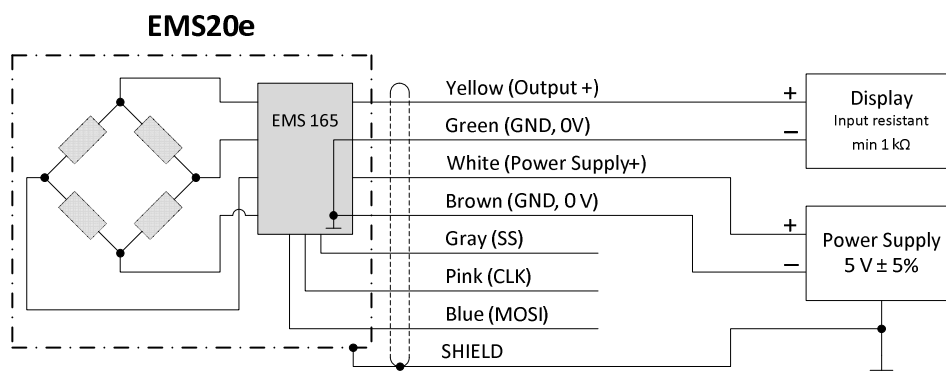 EMS20e
EMS 165
Yellow (Output +)
Green (GND, 0V)
White (Power Supply+)
Brown (GND, 0 V)
Gray (SS)
Pink (CLK)
Blue (MOSI)
SHIELD
+
Display
Input resistant
min 1 kΩ
−
+
Power Supply
5 V ± 5%
−